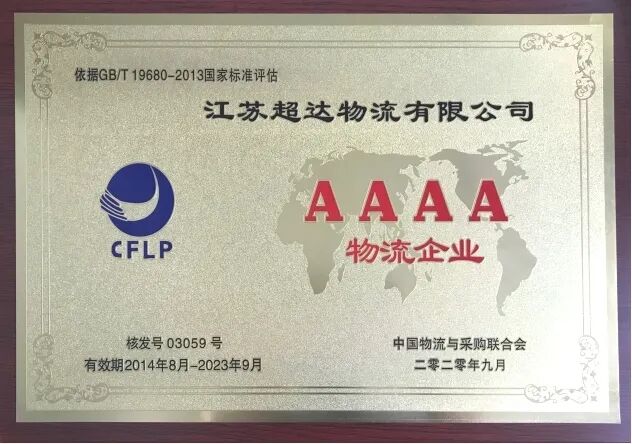 依据GB/T 19680-2013国家标准评估
江苏超达物流有限公司
AAAA
CFLP
物流企业
核发号 03059 号
中国物流与采购联合会
有效期2014年8月-2023年9月
二零二零年九月